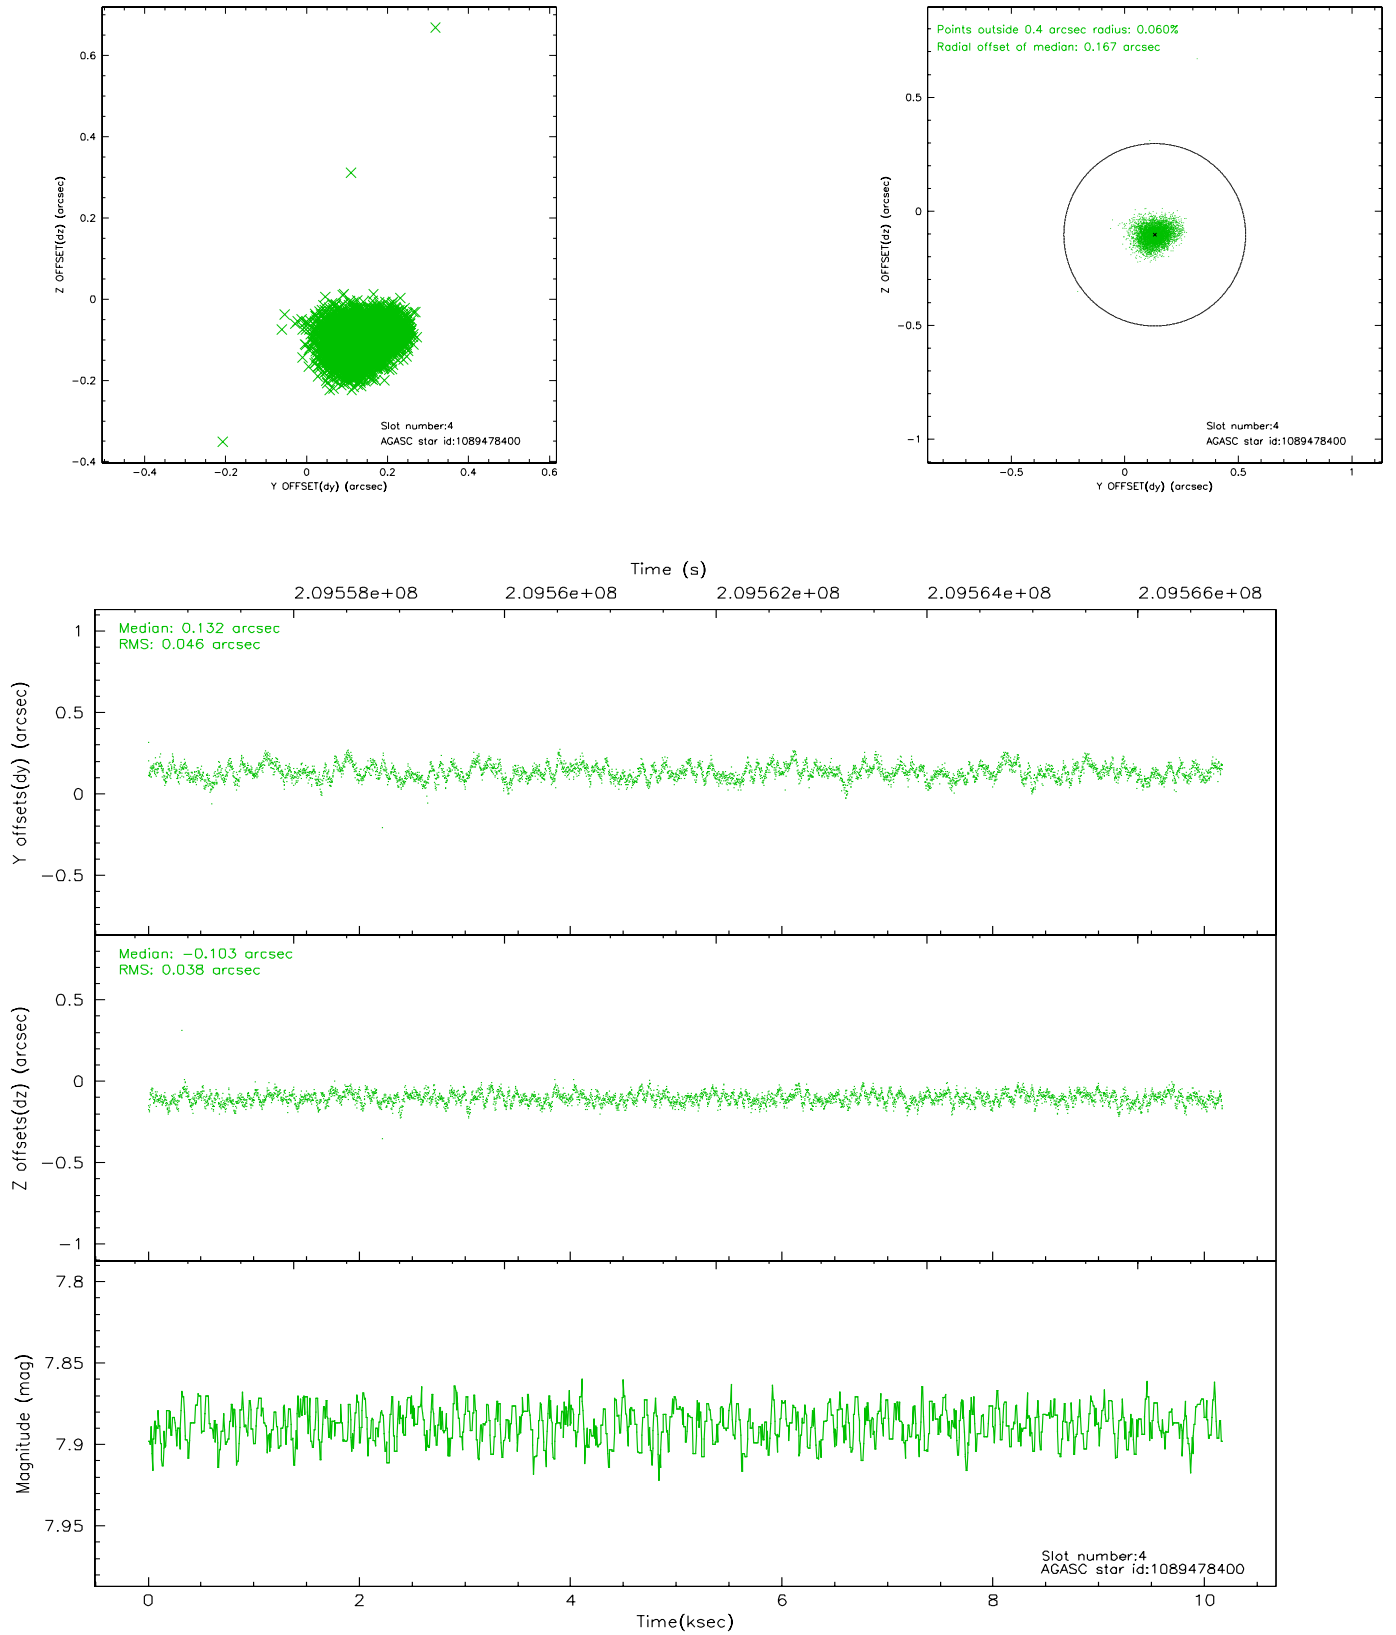 0.6
0.4
0.2
0
−0.2
−0.4
Z OFFSET(dz) (arcsec)
−0.4
−0.2
0
0.2
0.4
0.6
Y OFFSET(dy) (arcsec)
Slot number:4
AGASC star id:1089478400
Points outside 0.4 arcsec radius: 0.060%
Radial offset of median: 0.167 arcsec
0.5
0
−0.5
−1
Z OFFSET(dz) (arcsec)
−0.5
0
0.5
1
Y OFFSET(dy) (arcsec)
Slot number:4
AGASC star id:1089478400
Time (s)
2.09558e+08
2.0956e+08
2.09562e+08
2.09564e+08
2.09566e+08
Median: 0.132 arcsec
RMS: 0.046 arcsec
1
0.5
0
−0.5
Y offsets(dy) (arcsec)
Median: −0.103 arcsec
RMS: 0.038 arcsec
0.5
0
−0.5
−1
Z offsets(dz) (arcsec)
7.8
7.85
7.9
7.95
Magnitude (mag)
Slot number:4
AGASC star id:1089478400
0
2
4
6
8
10
Time(ksec)